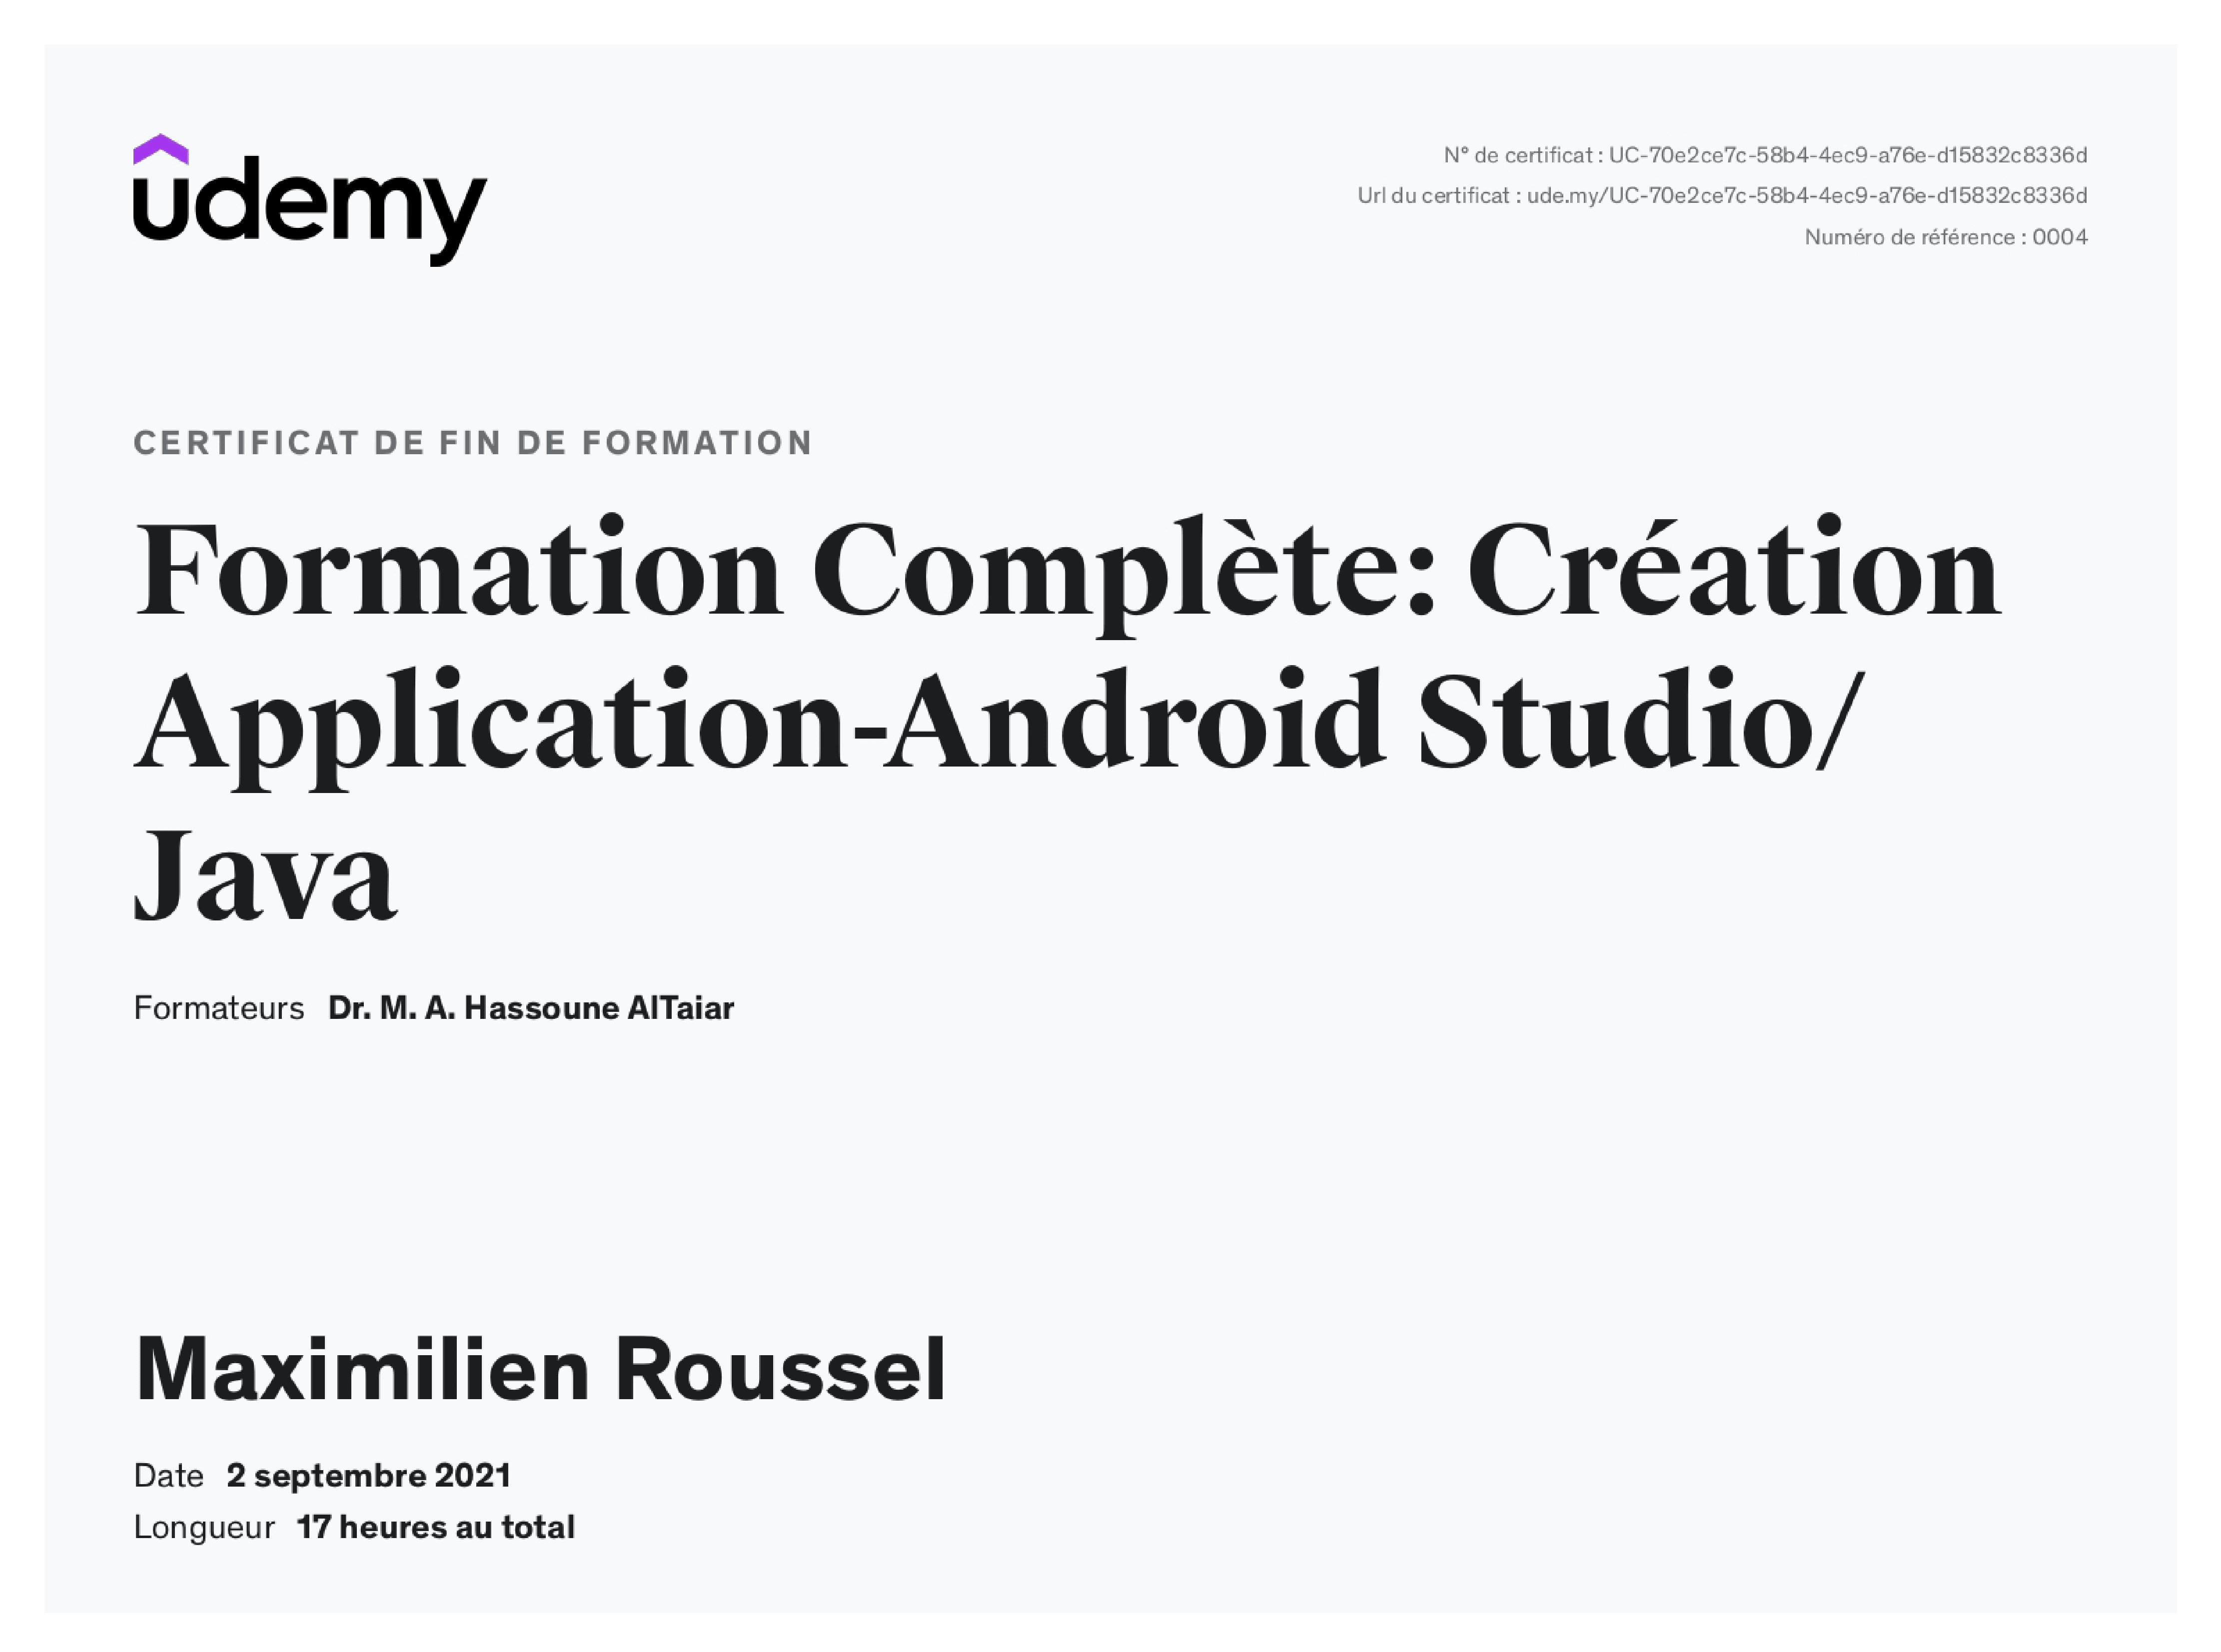 udemy
N° de certificat : UC-70e2ce7c-58b4-4ec9-a76e-d15832c8336d
Url du certificat : ude.my/UC-70e2ce7c-58b4-4ec9-a76e-d15832c8336d
Numéro de référence : 0004
CERTIFICAT DE FIN DE FORMATION
Formation Complète: Création
Application-Android Studio/
Java
Formateurs Dr. M. A. Hassoune AlTaiar
Maximilien Roussel
Date 2 septembre 2021
Longueur 17 heures au total